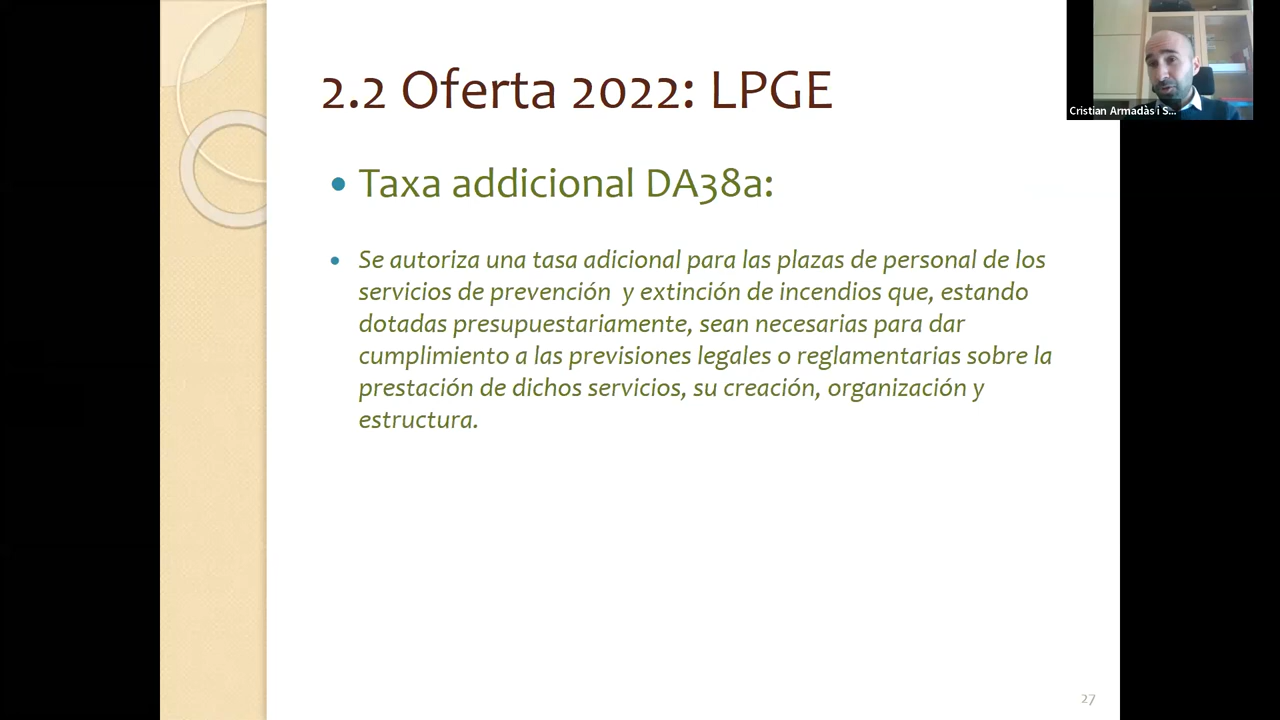 2.2 Oferta 2022: LPGE
Cristian Armadàs i S...
• Taxa addicional DA38a:
• Se autoriza una tasa adicional para las plazas de personal de los
servicios de prevención y extinción de incendios que, estando
dotadas presupuestariamente, sean necesarias para dar
cumplimiento a las previsiones legales o reglamentarias sobre la
prestación de dichos servicios, su creación, organización y
estructura.
27